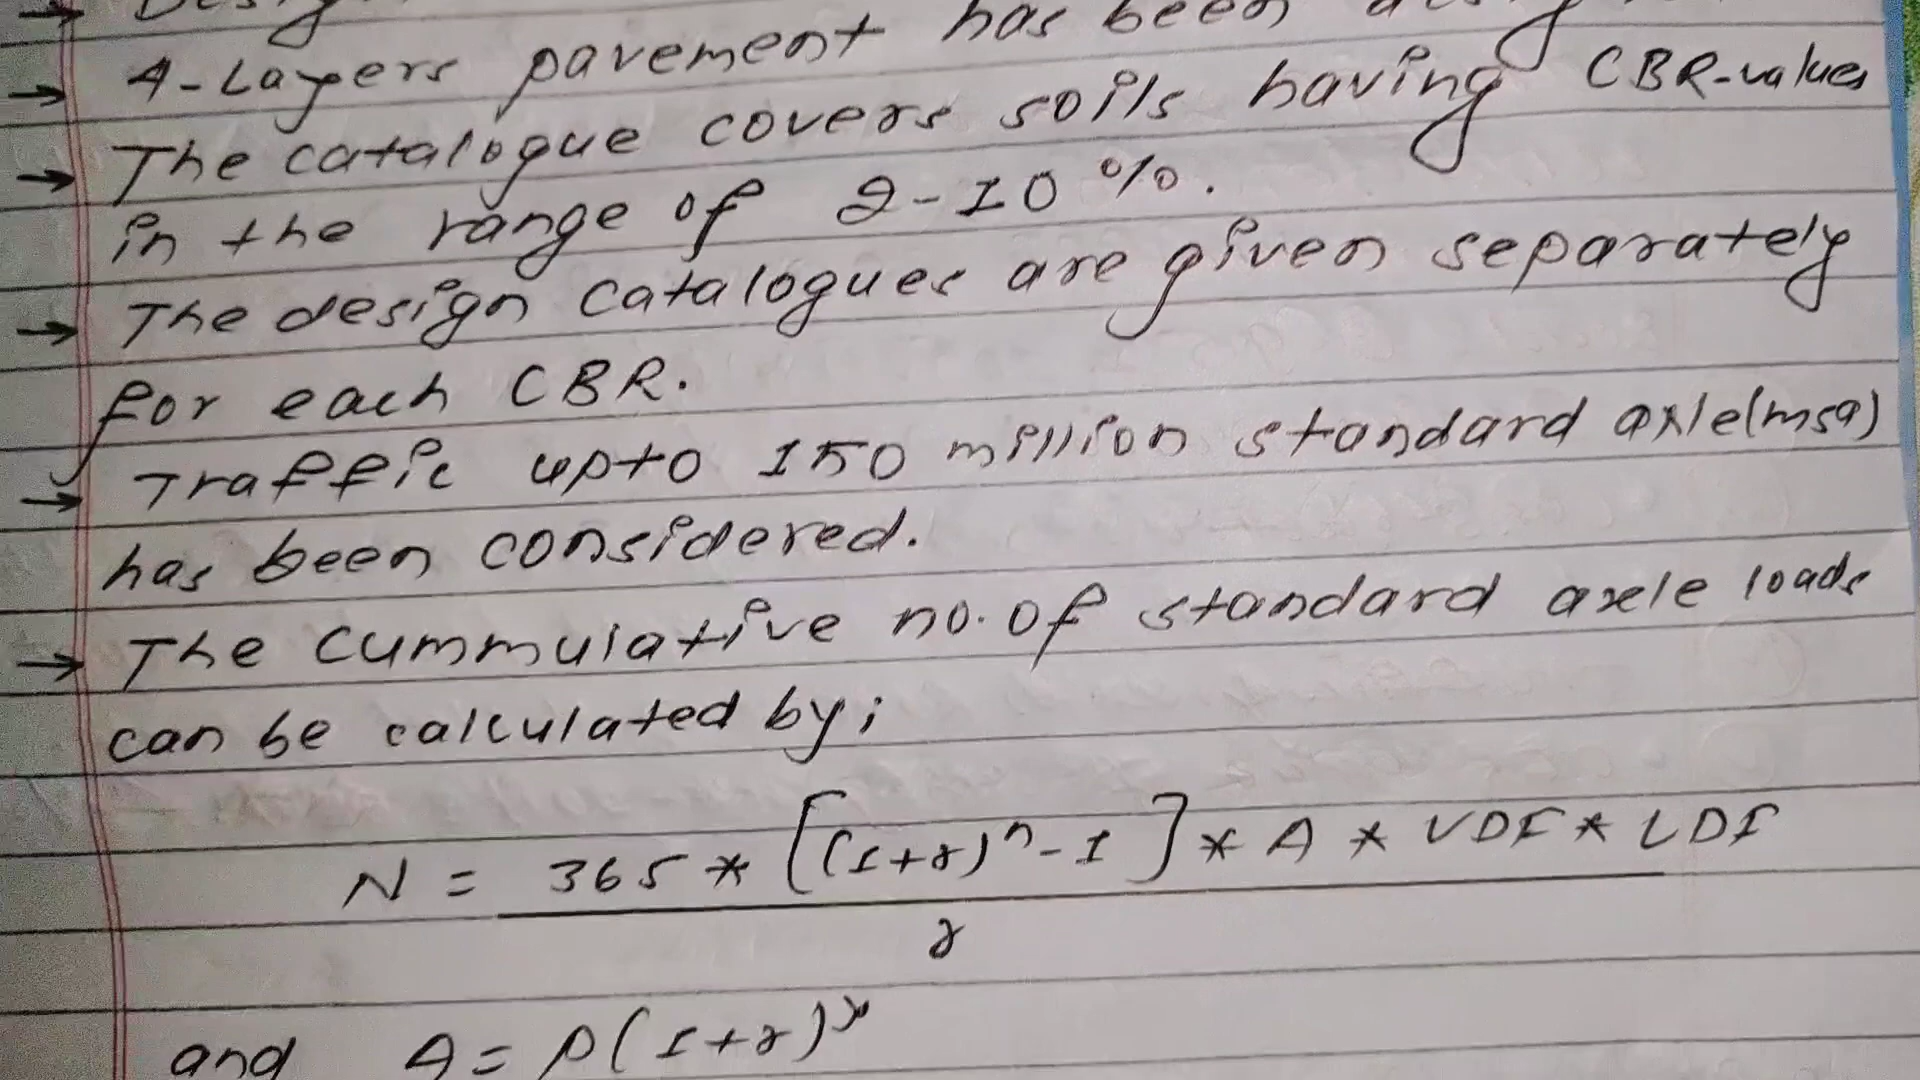 → Desig
→ 4-Layers pavement has been
→ The catalogue covers soils having CBR-values
in the range of 2-10 %.
→ The design catalogues are given separately
for each CBR.
→ Traffic upto 150 million standard axle(msa)
has been considered.
→ The cummulative no. of standard axele loads
can be calculated by;
N = 365 * [(1+r)^n - 1] * A * VDF * LDF
r
and A = P(1+r)^x